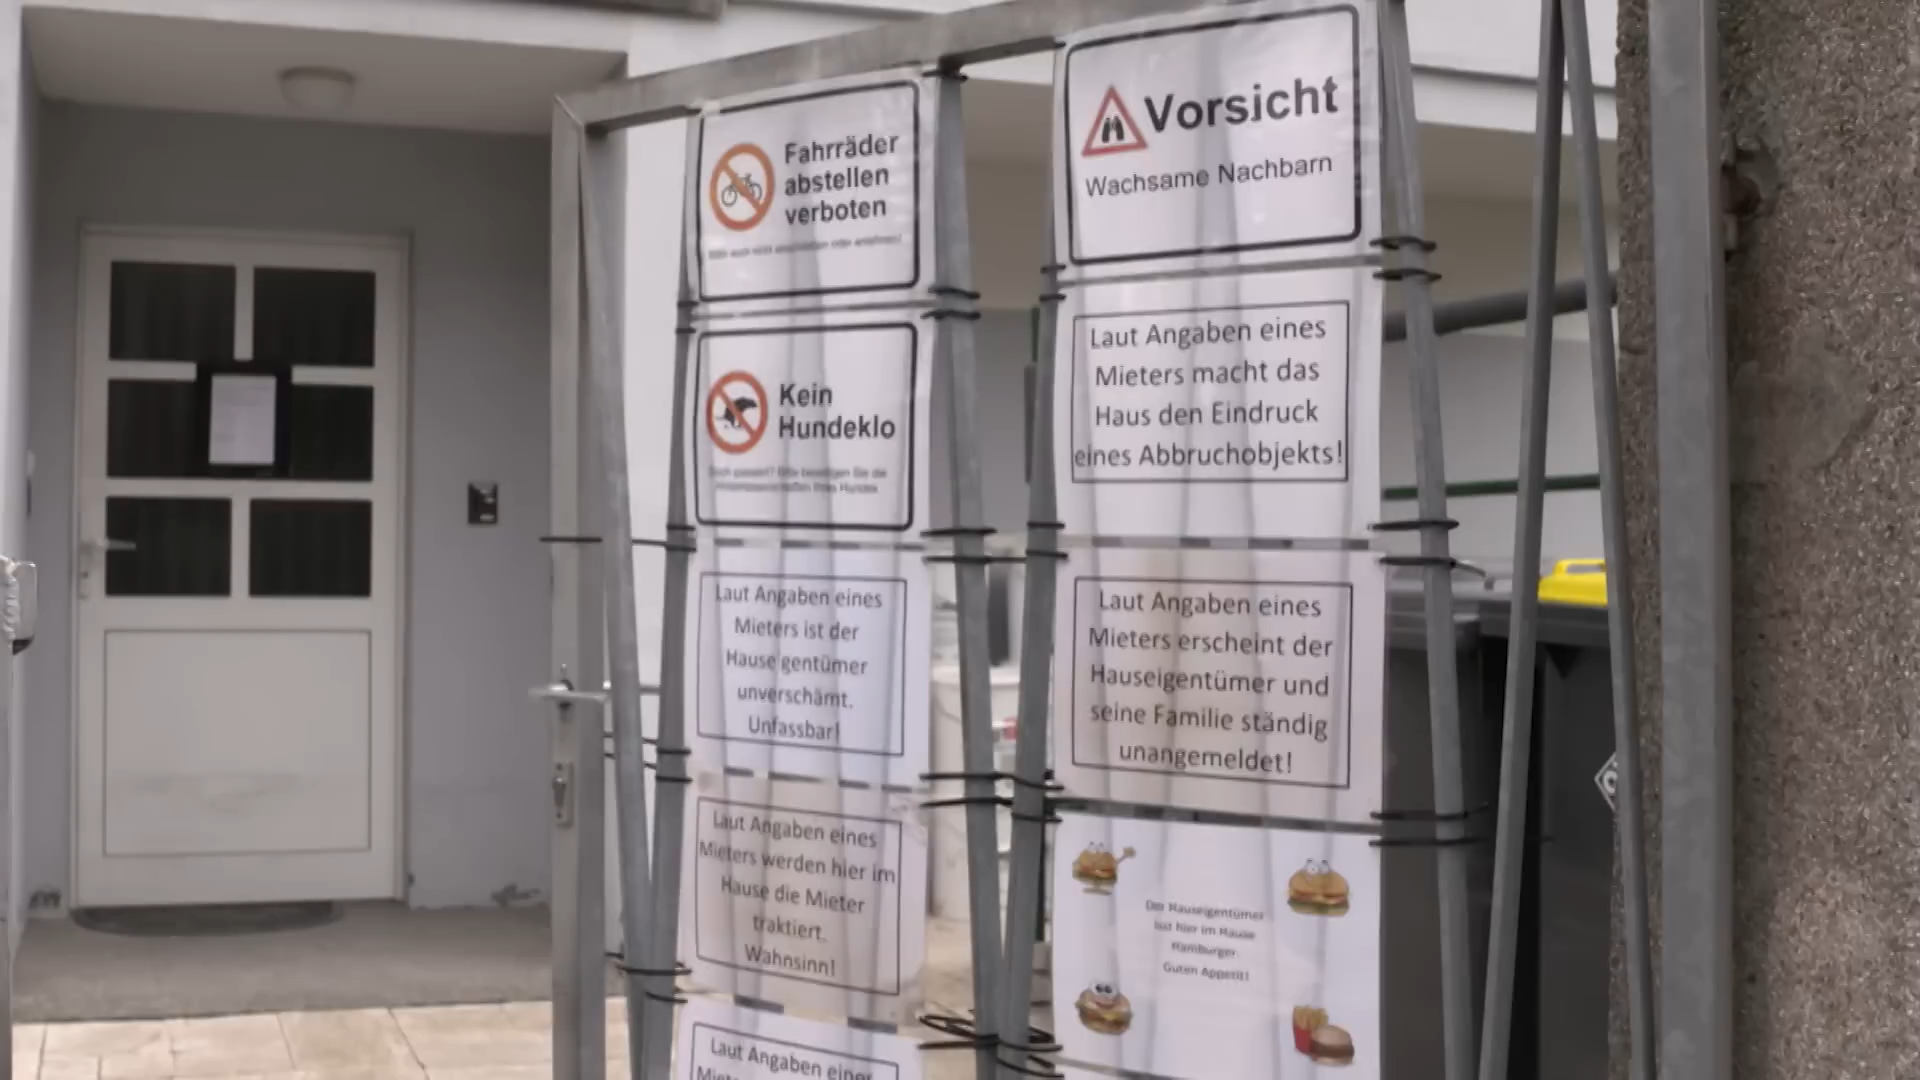 Fahrräder
abstellen
verboten
Kein
Hundeklo
Laut Angaben eines
Mieters ist der
Hauseigentümer
unverschämt.
Unfassbar!
Laut Angaben eines
Mieters werden hier im
Hause die Mieter
traktiert.
Wahnsinn!
Laut Angaben eines
Vorsicht
Wachsame Nachbarn
Laut Angaben eines
Mieters macht das
Haus den Eindruck
eines Abbruchobjekts!
Laut Angaben eines
Mieters erscheint der
Hauseigentümer und
seine Familie ständig
unangemeldet!
Der Hauseigentümer
isst hier im Hause
Hamburger.
Guten Appetit!